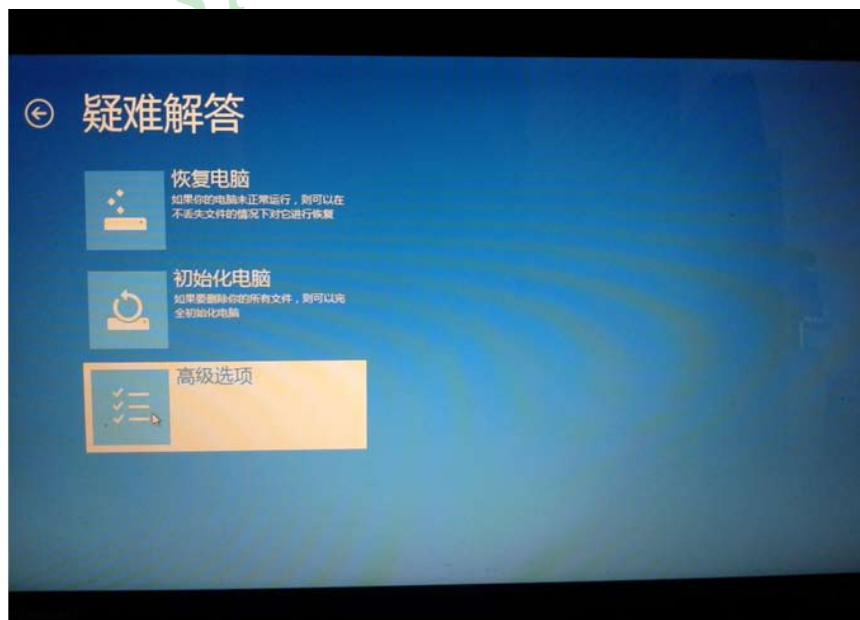 疑难解答
恢复电脑
如果你的电脑未正常运行，则可以在
不丢失文件的情况下对它进行恢复
初始化电脑
如果要删除你的所有文件，则可以完
全初始化电脑
高级选项